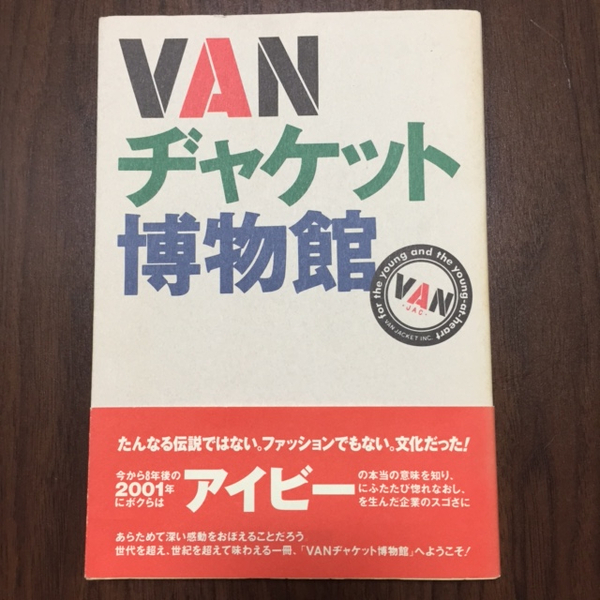 VAN
ヂャケット
博物館
for the young and the young-at-heart
VAN
-JAC-
VAN JACKET INC.
たんなる伝説ではない。ファッションでもない。文化だった!
今から8年後の
2001年
にボクらは
アイビー
の本当の意味を知り、
にふたたび惚れなおし、
を生んだ企業のスゴさに
あらためて深い感動をおぼえることだろう
世代を超え、世紀を超えて味わえる一冊、「VANヂャケット博物館」へようこそ!